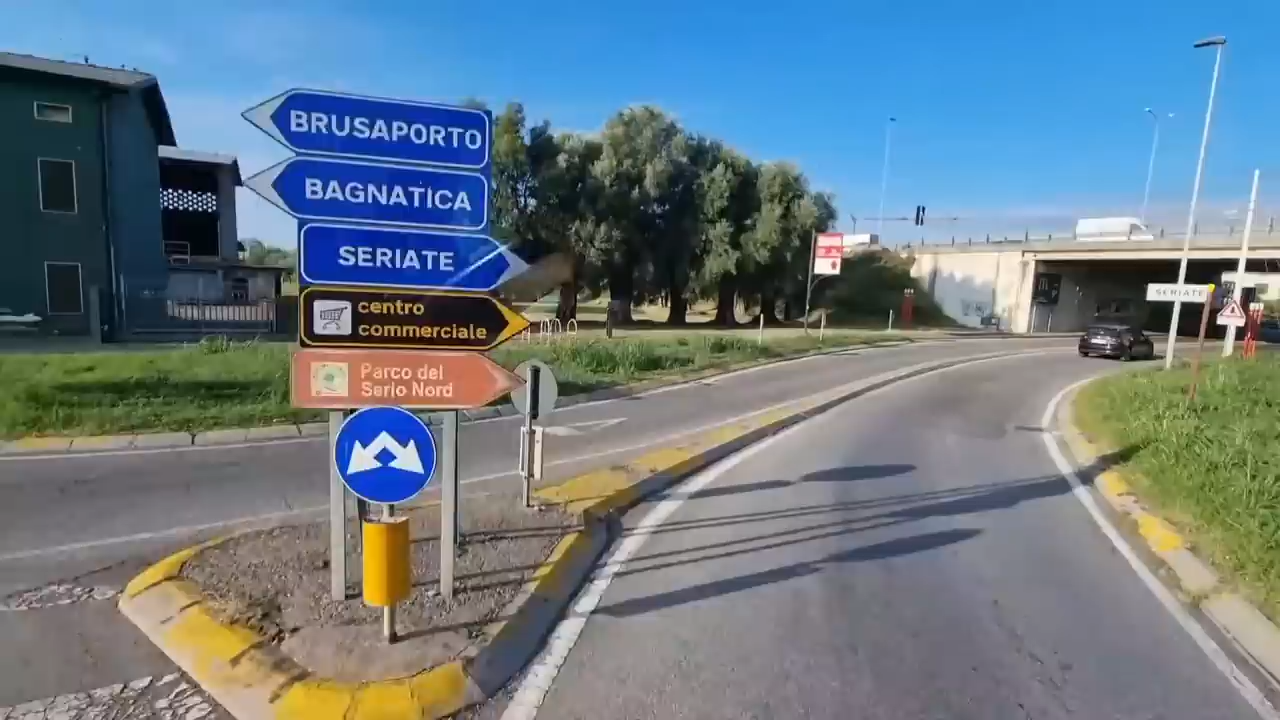 BRUSAPORTO
BAGNATICA
SERIATE
centro
commerciale
Parco del
Serio Nord
SERIATE